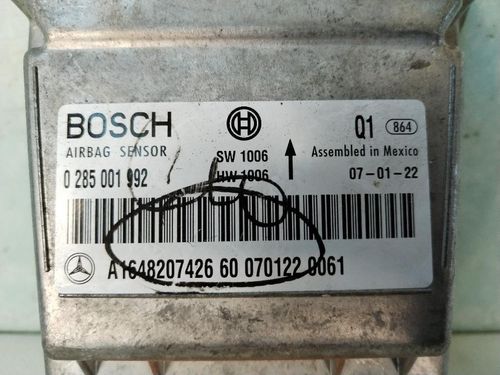 BOSCH
Q1 864
AIRBAG SENSOR SW 1006 Assembled in Mexico
0 285 001 992 HW 1006 07-01-22
A1648207426 60 070122 0061